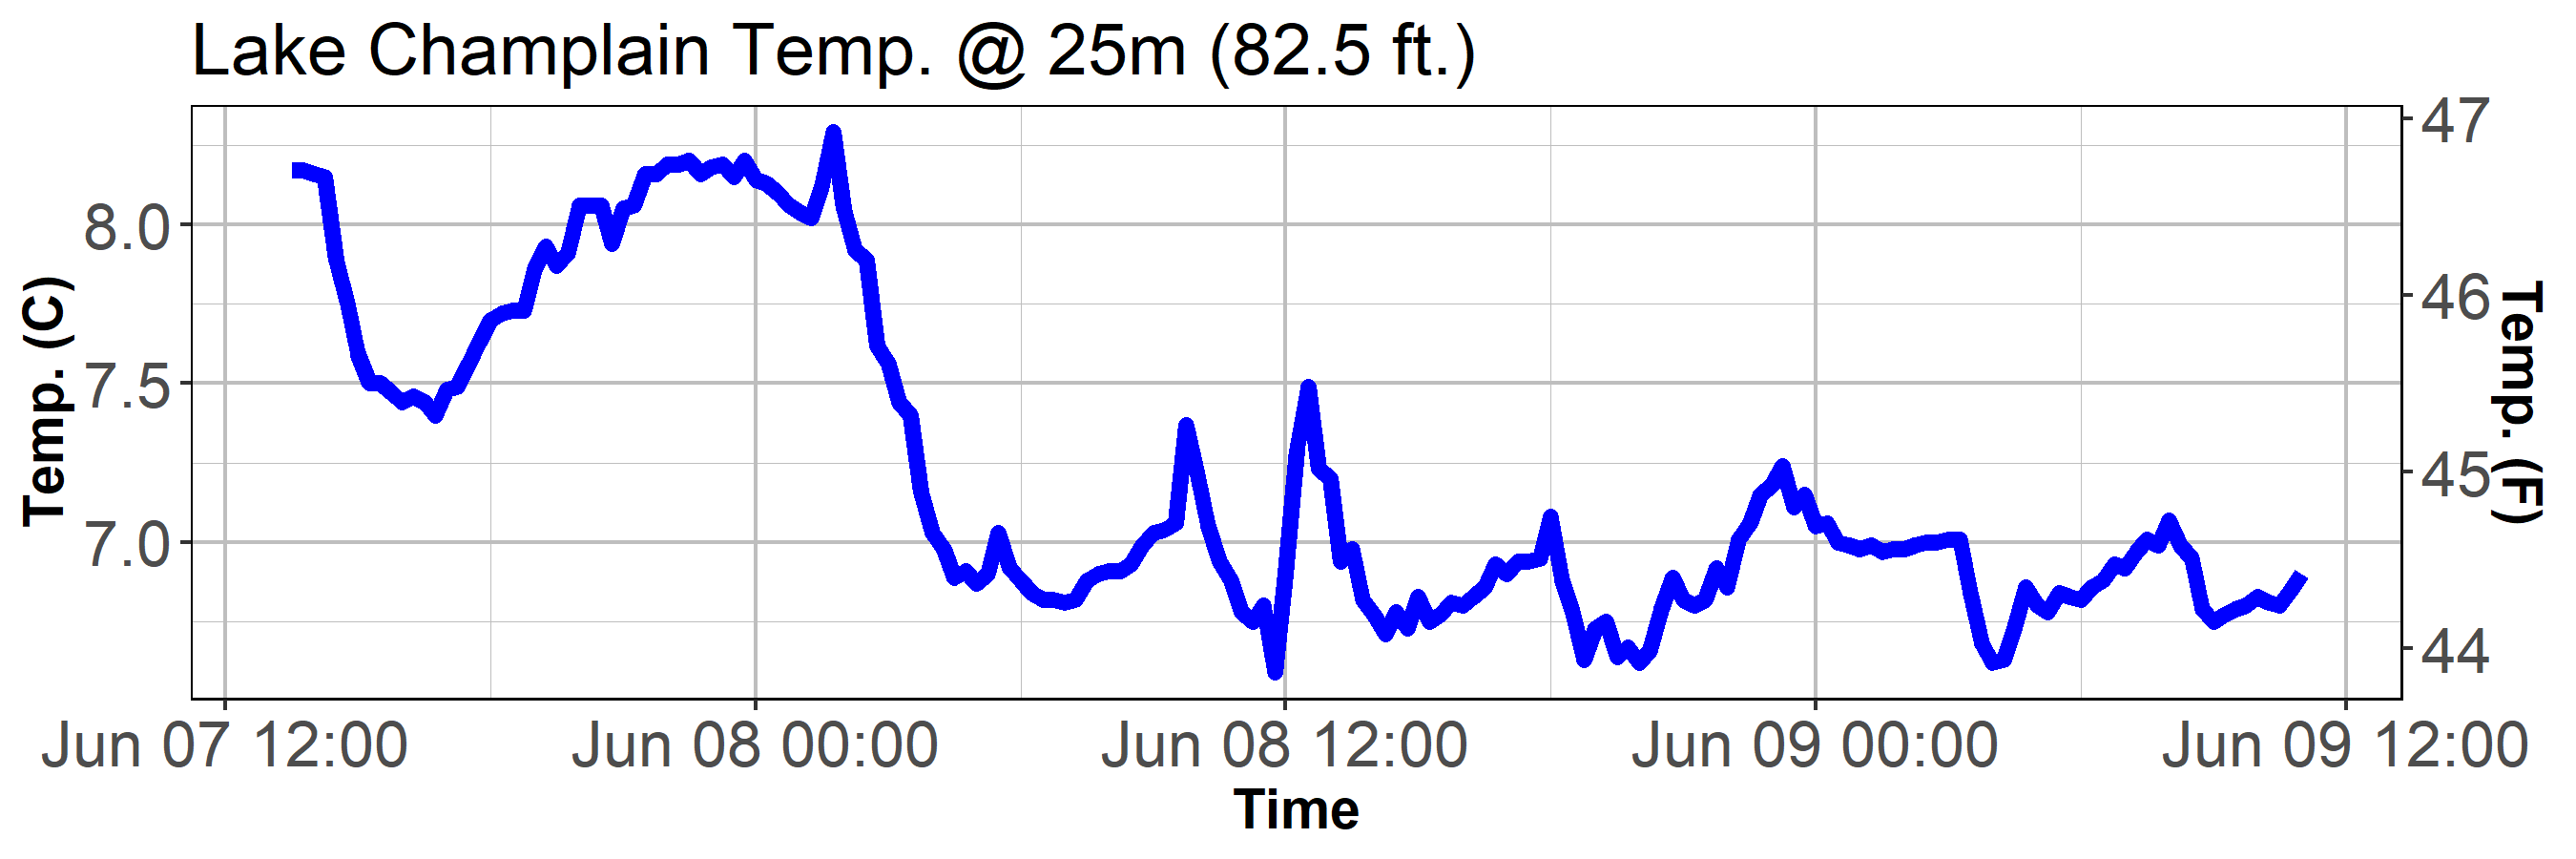 Lake Champlain Temp. @ 25m (82.5 ft.)
Temp. (C)
8.0
7.5
7.0
47
46
45
44
Temp. (F)
Jun 07 12:00 Jun 08 00:00 Jun 08 12:00 Jun 09 00:00 Jun 09 12:00
Time